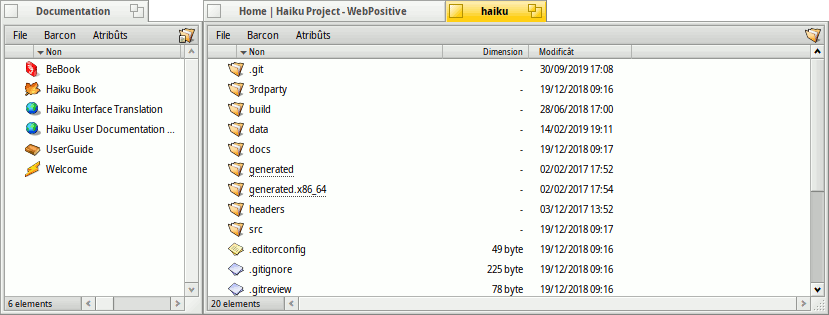 Documentation
File Barcon Atribûts
Non
BeBook
Haiku Book
Haiku Interface Translation
Haiku User Documentation ...
UserGuide
Welcome
6 elements
Home | Haiku Project - WebPositive
haiku
File Barcon Atribûts
Non Dimension Modificât
.git - 30/09/2019 17:08
3rdparty - 19/12/2018 09:16
build - 28/06/2018 17:00
data - 14/02/2019 19:11
docs - 19/12/2018 09:17
generated - 02/02/2017 17:52
generated.x86_64 - 02/02/2017 17:54
headers - 03/12/2017 13:52
src - 19/12/2018 09:17
.editorconfig 49 byte 19/12/2018 09:16
.gitignore 225 byte 19/12/2018 09:16
.gitreview 78 byte 19/12/2018 09:16
20 elements